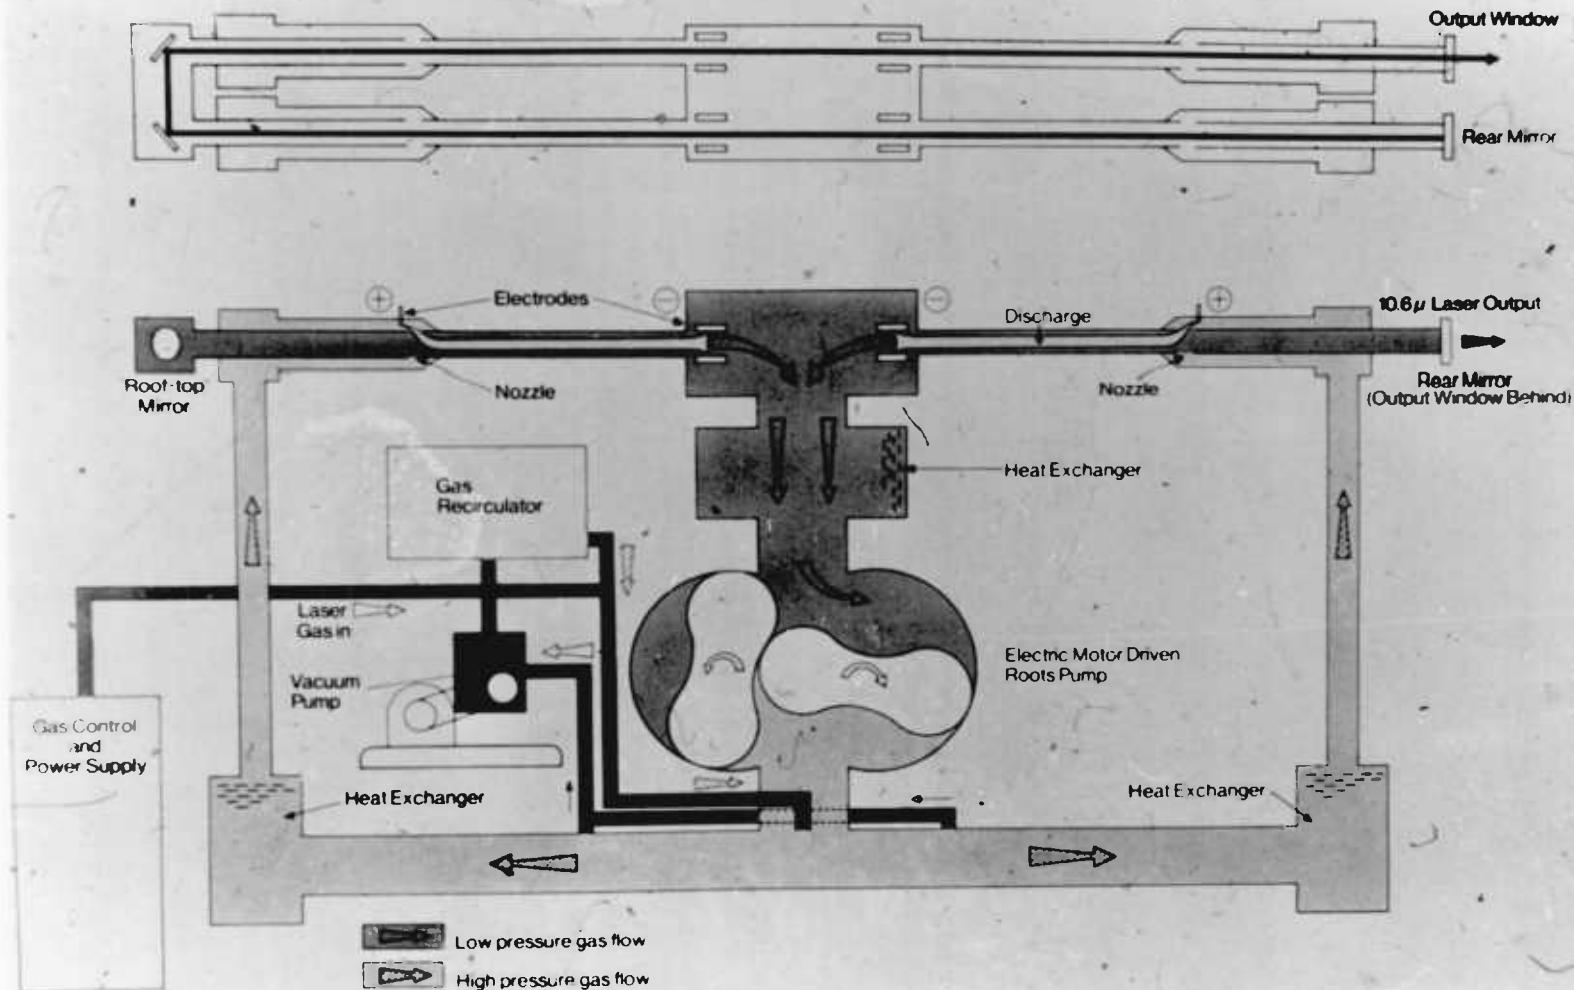 Output Window
Rear Mirror
Electrodes
Discharge
10.6 μ Laser Output
Roof-top
Mirror
Nozzle
Nozzle
Rear Mirror
(Output Window Behind)
Heat Exchanger
Gas
Recirculator
Laser
Gas in
Vacuum
Pump
Electric Motor Driven
Roots Pump
Gas Control
and
Power Supply
Heat Exchanger
Heat Exchanger
Low pressure gas flow
High pressure gas flow